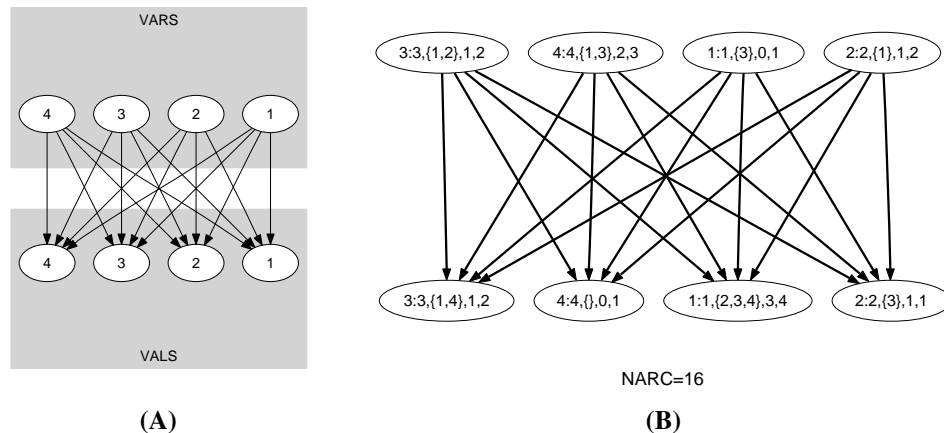 VARS
4 3 2 1
4 3 2 1
VALS
(A)
3:3,{1,2},1,2 4:4,{1,3},2,3 1:1,{3},0,1 2:2,{1},1,2
3:3,{1,4},1,2 4:4,{},0,1 1:1,{2,3,4},3,4 2:2,{3},1,1
NARC=16
(B)